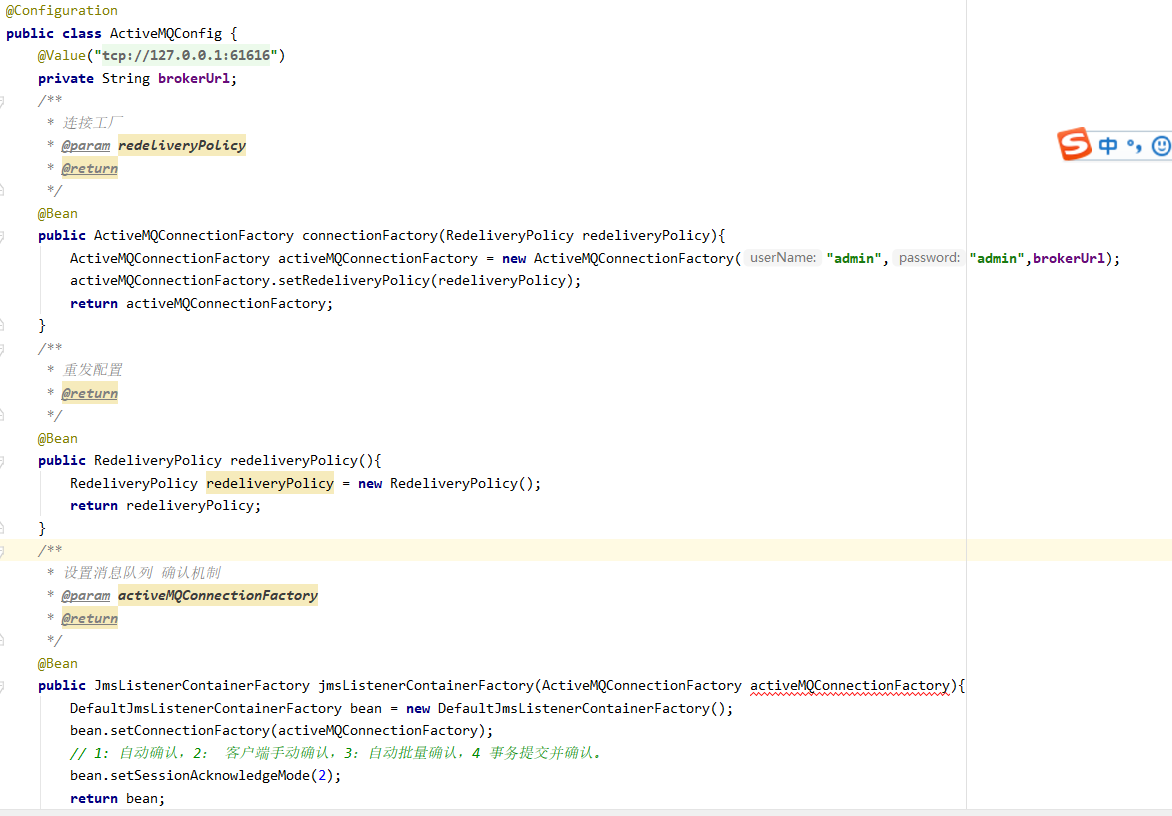 @Configuration
public class ActiveMQConfig {
@Value("tcp://127.0.0.1:61616")
private String brokerUrl;
/**
* 连接工厂
* @param redeliveryPolicy
* @return
*/
中 °,
@Bean
public ActiveMQConnectionFactory connectionFactory(RedeliveryPolicy redeliveryPolicy){
ActiveMQConnectionFactory activeMQConnectionFactory = new ActiveMQConnectionFactory( userName: "admin", password: "admin",brokerUrl);
activeMQConnectionFactory.setRedeliveryPolicy(redeliveryPolicy);
return activeMQConnectionFactory;
}
/**
* 重发配置
* @return
*/
@Bean
public RedeliveryPolicy redeliveryPolicy(){
RedeliveryPolicy redeliveryPolicy = new RedeliveryPolicy();
return redeliveryPolicy;
}
/**
* 设置消息队列 确认机制
* @param activeMQConnectionFactory
* @return
*/
@Bean
public JmsListenerContainerFactory jmsListenerContainerFactory(ActiveMQConnectionFactory activeMQConnectionFactory){
DefaultJmsListenerContainerFactory bean = new DefaultJmsListenerContainerFactory();
bean.setConnectionFactory(activeMQConnectionFactory);
// 1: 自动确认，2： 客户端手动确认，3：自动批量确认，4 事务提交并确认。
bean.setSessionAcknowledgeMode(2);
return bean;